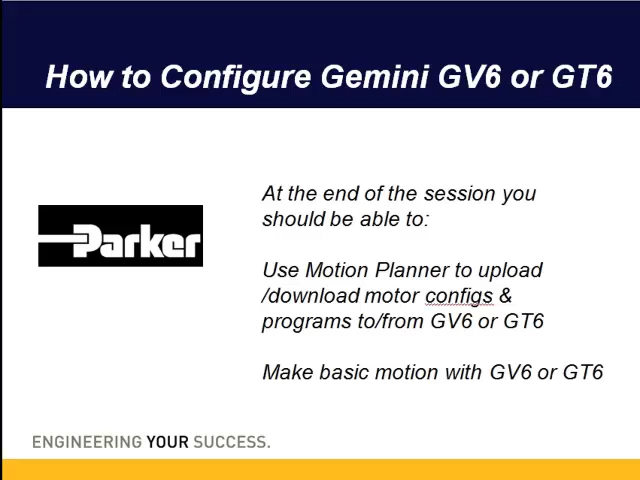 How to Configure Gemini GV6 or GT6
At the end of the session you
should be able to:
Parker
Use Motion Planner to upload
/download motor configs &
programs to/from GV6 or GT6
Make basic motion with GV6 or GT6
ENGINEERING YOUR SUCCESS.